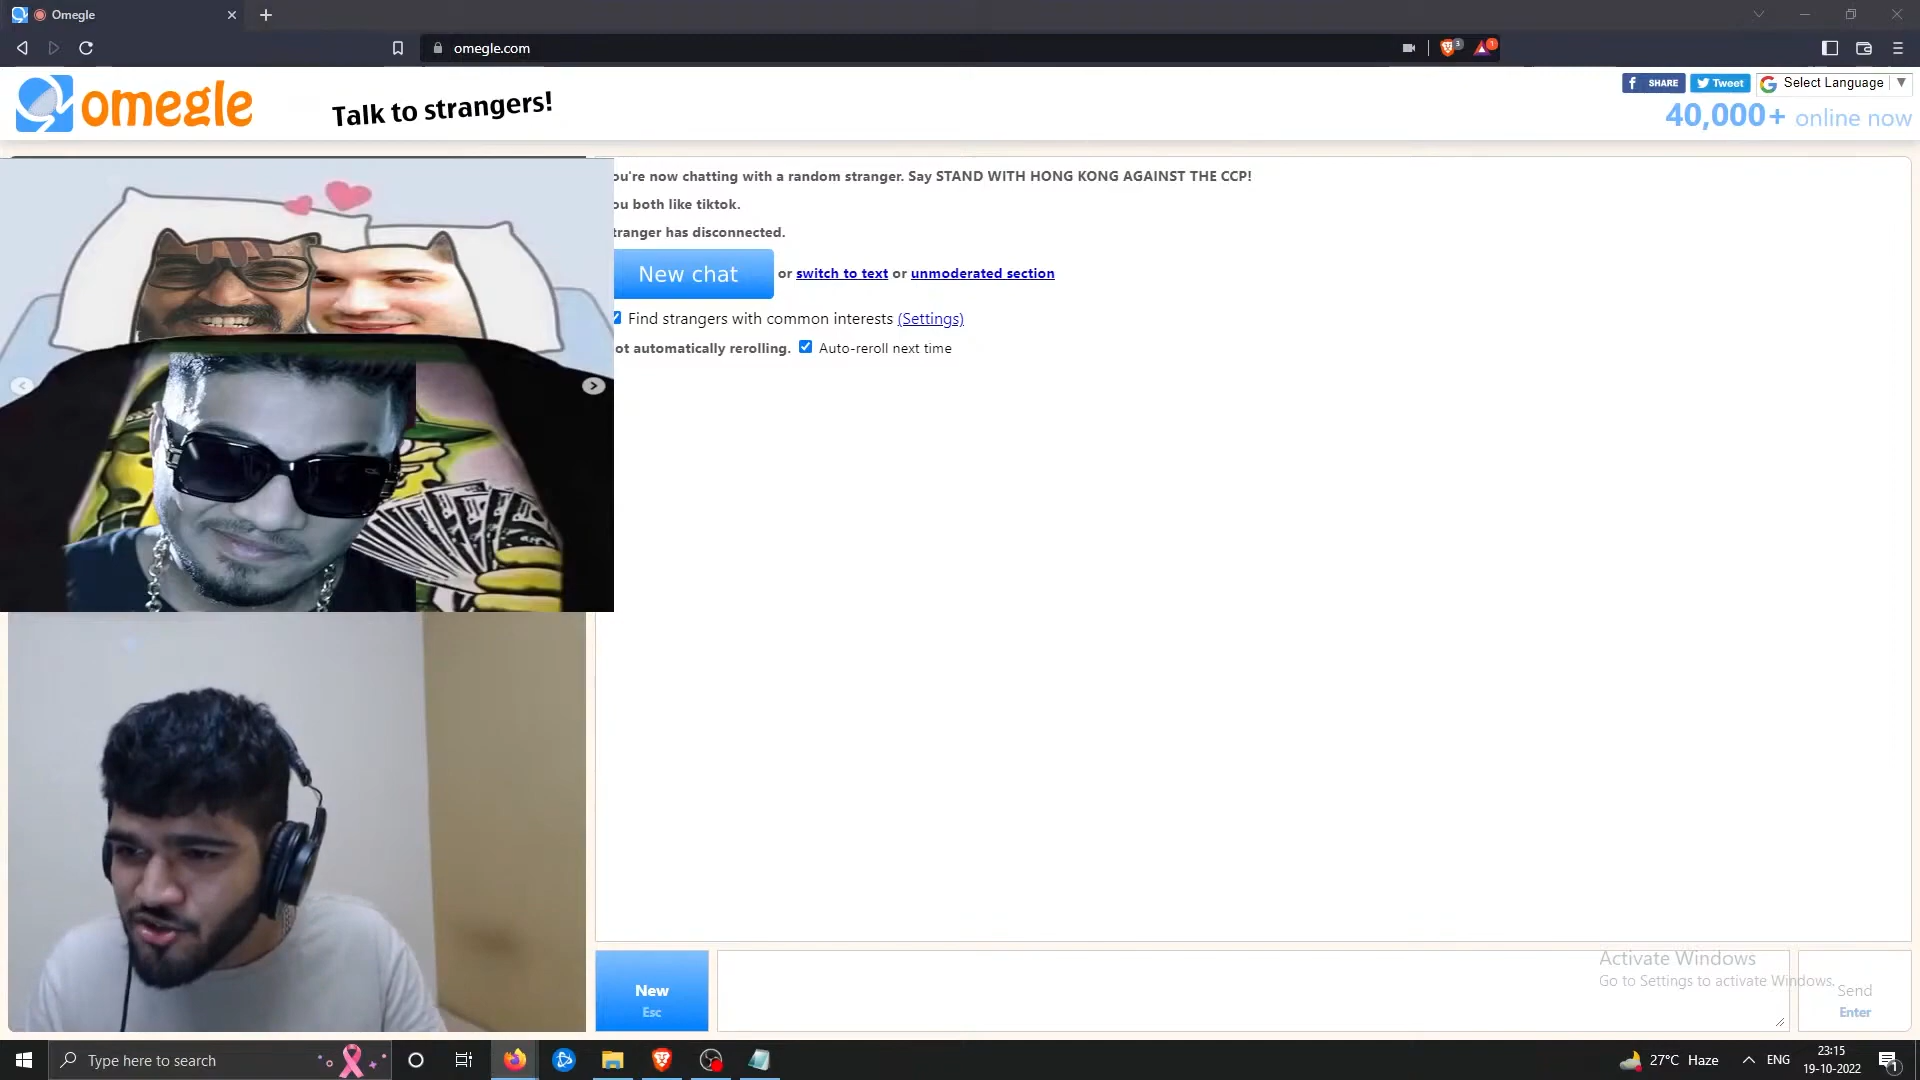 Omegle
omegle.com
3
1
omegle
Talk to strangers!
SHARE
Tweet
Select Language
40,000+ online now
ou're now chatting with a random stranger. Say STAND WITH HONG KONG AGAINST THE CCP!
ou both like tiktok.
tranger has disconnected.
New chat or switch to text or unmoderated section
Find strangers with common interests (Settings)
ot automatically rerolling. Auto-reroll next time
New
Esc
Activate Windows
Go to Settings to activate Windows.
Send
Enter
Type here to search
27°C Haze
ENG
23:15
19-10-2022
1